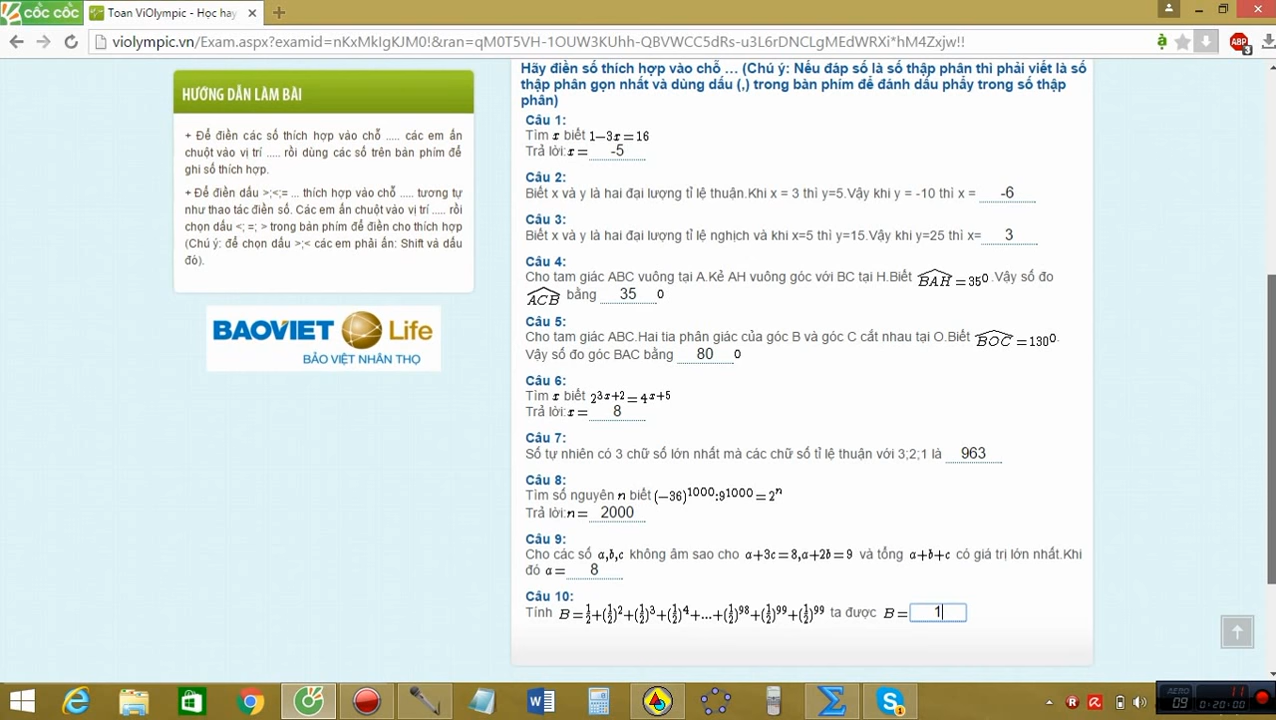 cốc cốc
Toan ViOlympic - Học hay
violympic.vn/Exam.aspx?examid=nKxMkIgKJM0!&ran=qM0T5VH-1OUW3KUhh-QBVWCC5dRs-u3L6rDNCLgMEdWRXi*hM4Zxjw!!
ABP
3
HƯỚNG DẪN LÀM BÀI
+ Để điền các số thích hợp vào chỗ ..... các em ấn
chuột vào vị trí ..... rồi dùng các số trên bàn phím để
ghi số thích hợp.
+ Để điền dấu >;<;= ... thích hợp vào chỗ ..... tương tự
như thao tác điền số. Các em ấn chuột vào vị trí ..... rồi
chọn dấu <; =; > trong bàn phím để điền cho thích hợp
(Chú ý: để chọn dấu >;< các em phải ấn: Shift và dấu
đó).
BAOVIET Life
BẢO VIỆT NHÂN THỌ
Hãy điền số thích hợp vào chỗ ... (Chú ý: Nếu đáp số là số thập phân thì phải viết là số
thập phân gọn nhất và dùng dấu (,) trong bàn phím để đánh dấu phẩy trong số thập
phân)
Câu 1:
Tìm x biết 1-3x=16
Trả lời:x= -5
Câu 2:
Biết x và y là hai đại lượng tỉ lệ thuận.Khi x = 3 thì y=5.Vậy khi y = -10 thì x = -6
Câu 3:
Biết x và y là hai đại lượng tỉ lệ nghịch và khi x=5 thì y=15.Vậy khi y=25 thì x= 3
Câu 4:
Cho tam giác ABC vuông tại A.Kẻ AH vuông góc với BC tại H.Biết BAH=35⁰.Vậy số đo
ACB bằng 35 0
Câu 5:
Cho tam giác ABC.Hai tia phân giác của góc B và góc C cắt nhau tại O.Biết BOC=130⁰.
Vậy số đo góc BAC bằng 80 0
Câu 6:
Tìm x biết 2^3x+2=4^x+5
Trả lời:x= 8
Câu 7:
Số tự nhiên có 3 chữ số lớn nhất mà các chữ số tỉ lệ thuận với 3;2;1 là 963
Câu 8:
Tìm số nguyên n biết (-36)^1000:9^1000=2^n
Trả lời:n= 2000
Câu 9:
Cho các số a,b,c không âm sao cho a+3c=8,a+2b=9 và tổng a+b+c có giá trị lớn nhất.Khi
đó a= 8
Câu 10:
Tính B=1/2+(1/2)^2+(1/2)^3+(1/2)^4+...+(1/2)^98+(1/2)^99+(1/2)^99 ta được B= 1
AERO
09
11
0:20:00